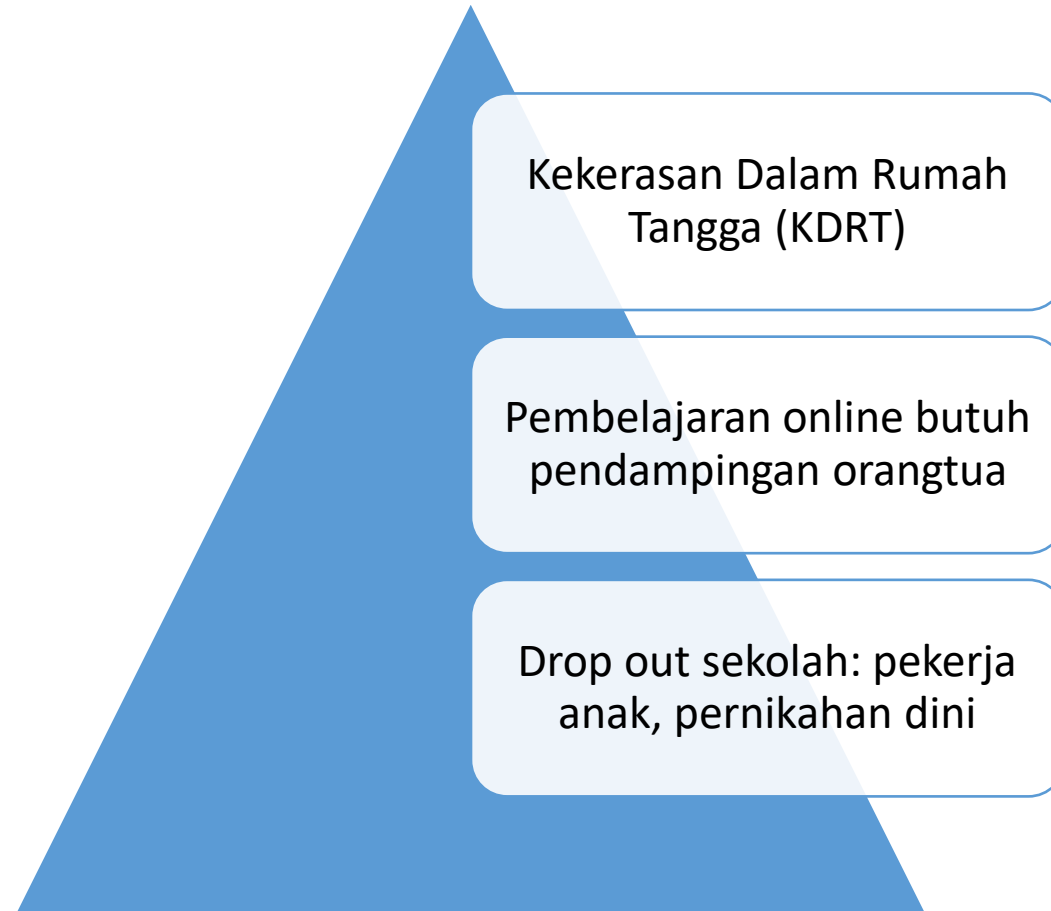 Kekerasan Dalam Rumah
Tangga (KDRT)
Pembelajaran online butuh
pendampingan orangtua
Drop out sekolah: pekerja
anak, pernikahan dini